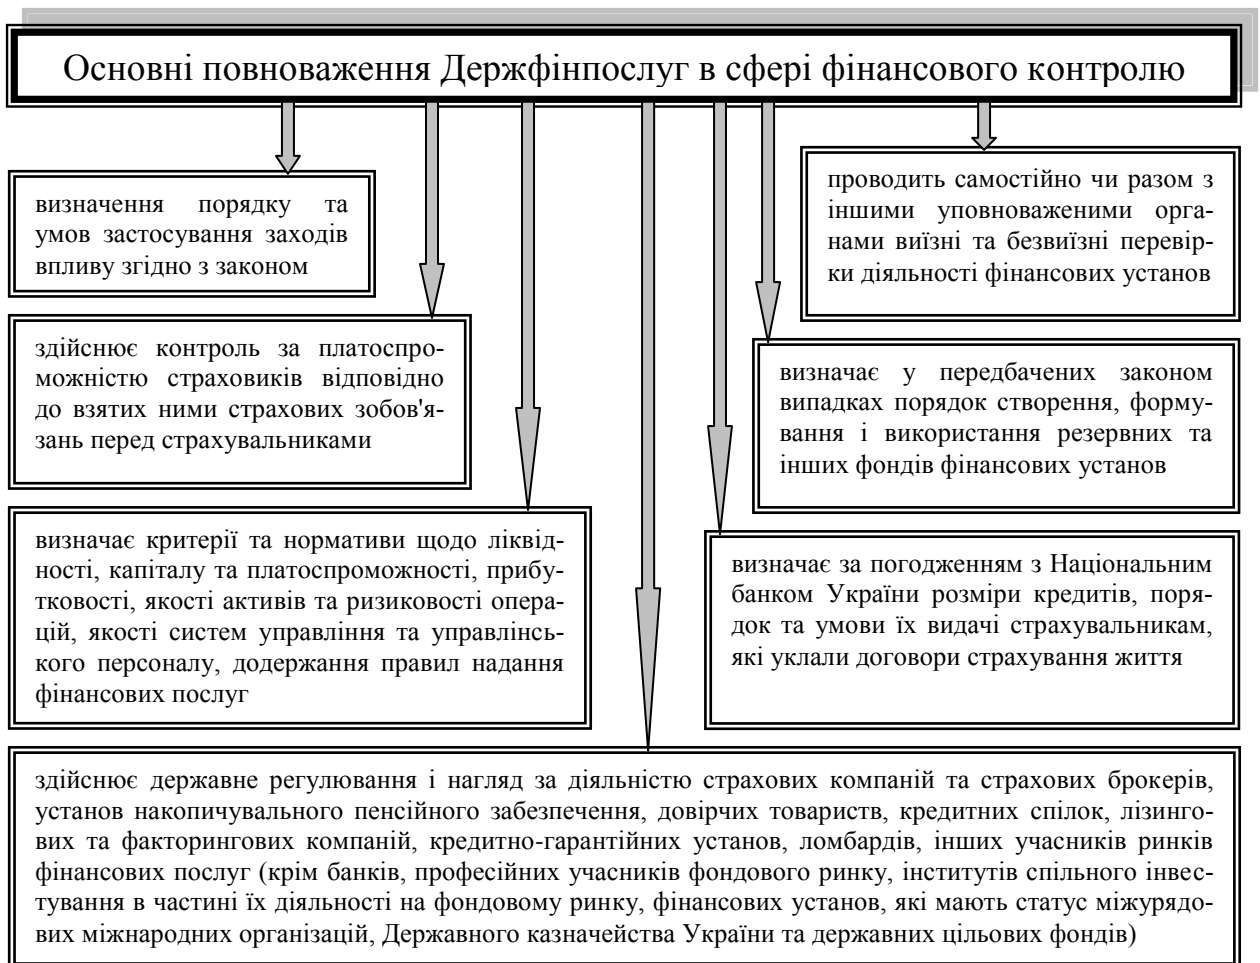 Основні повноваження Держфінпослуг в сфері фінансового контролю
визначення порядку та
умов застосування заходів
впливу згідно з законом
проводить самостійно чи разом з
іншими уповноваженими орга-
нами виїзні та безвиїзні перевір-
ки діяльності фінансових установ
здійснює контроль за платоспро-
можністю страховиків відповідно
до взятих ними страхових зобов'я-
зань перед страхувальниками
визначає у передбачених законом
випадках порядок створення, форму-
вання і використання резервних та
інших фондів фінансових установ
визначає критерії та нормативи щодо ліквід-
ності, капіталу та платоспроможності, прибу-
тковості, якості активів та ризиковості опера-
цій, якості систем управління та управлінсь-
кого персоналу, додержання правил надання
фінансових послуг
визначає за погодженням з Національним
банком України розміри кредитів, поря-
док та умови їх видачі страхувальникам,
які уклали договори страхування життя
здійснює державне регулювання і нагляд за діяльністю страхових компаній та страхових брокерів,
установ накопичувального пенсійного забезпечення, довірчих товариств, кредитних спілок, лізинго-
вих та факторингових компаній, кредитно-гарантійних установ, ломбардів, інших учасників ринків
фінансових послуг (крім банків, професійних учасників фондового ринку, інститутів спільного інвес-
тування в частині їх діяльності на фондовому ринку, фінансових установ, які мають статус міжурядо-
вих міжнародних організацій, Державного казначейства України та державних цільових фондів)